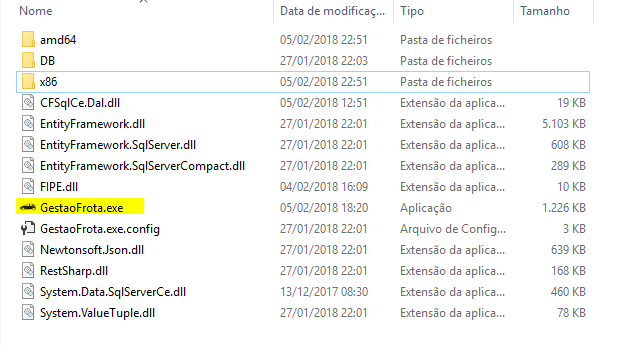 Nome Data de modificaç... Tipo Tamanho
amd64 05/02/2018 22:51 Pasta de ficheiros
DB 27/01/2018 22:03 Pasta de ficheiros
x86 05/02/2018 22:51 Pasta de ficheiros
CFSqlCe.Dal.dll 05/02/2018 12:51 Extensão da aplica... 19 KB
EntityFramework.dll 27/01/2018 22:01 Extensão da aplica... 5.103 KB
EntityFramework.SqlServer.dll 27/01/2018 22:01 Extensão da aplica... 608 KB
EntityFramework.SqlServerCompact.dll 27/01/2018 22:01 Extensão da aplica... 289 KB
FIPE.dll 04/02/2018 16:09 Extensão da aplica... 10 KB
GestaoFrota.exe 05/02/2018 18:20 Aplicação 1.226 KB
GestaoFrota.exe.config 27/01/2018 22:01 Arquivo de Config... 3 KB
Newtonsoft.Json.dll 27/01/2018 22:01 Extensão da aplica... 639 KB
RestSharp.dll 27/01/2018 22:01 Extensão da aplica... 168 KB
System.Data.SqlServerCe.dll 13/12/2017 08:30 Extensão da aplica... 460 KB
System.ValueTuple.dll 27/01/2018 22:01 Extensão da aplica... 78 KB